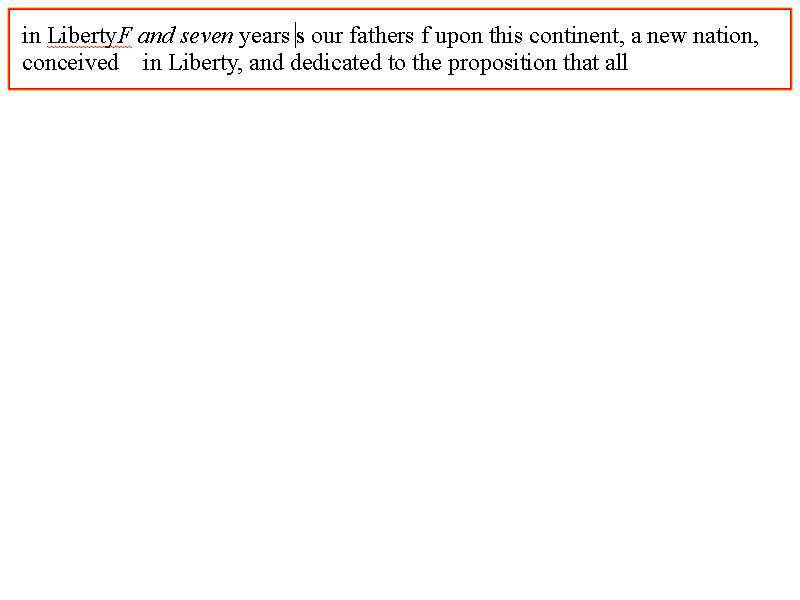 in LibertyF and seven years s our fathers f upon this continent, a new nation,
conceived    in Liberty, and dedicated to the proposition that all